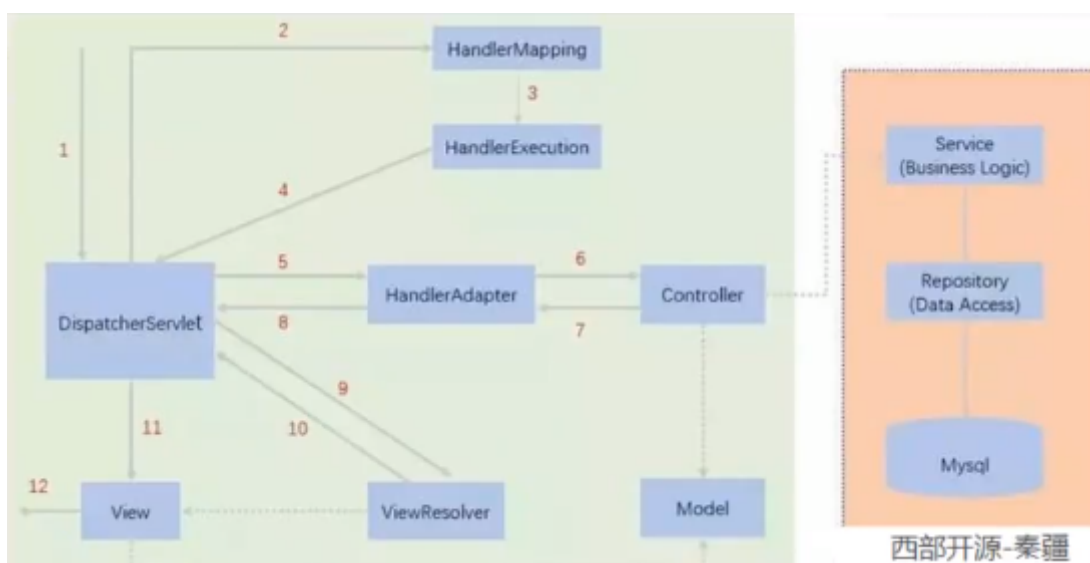 2
HandlerMapping
3
1
HandlerExecution
4
Service
(Business Logic)
5
6
HandlerAdapter
Controller
Repository
(Data Access)
DispatcherServlet
8
7
9
10
11
12
View
ViewResolver
Model
Mysql
西部开源-秦疆